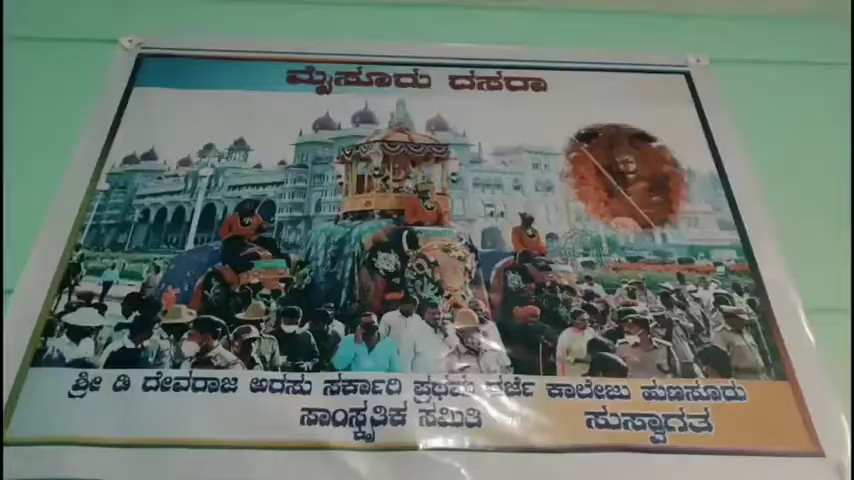 ಮೈಸೂರು ದಸರಾ
ಶ್ರೀ ಡಿ ದೇವರಾಜ ಅರಸು ಸರ್ಕಾರಿ ಪ್ರಥಮ ದರ್ಜೆ ಕಾಲೇಜು ಹುಣಸೂರು
ಸಾಂಸ್ಕೃತಿಕ ಸಮಿತಿ ಸುಸ್ವಾಗತ